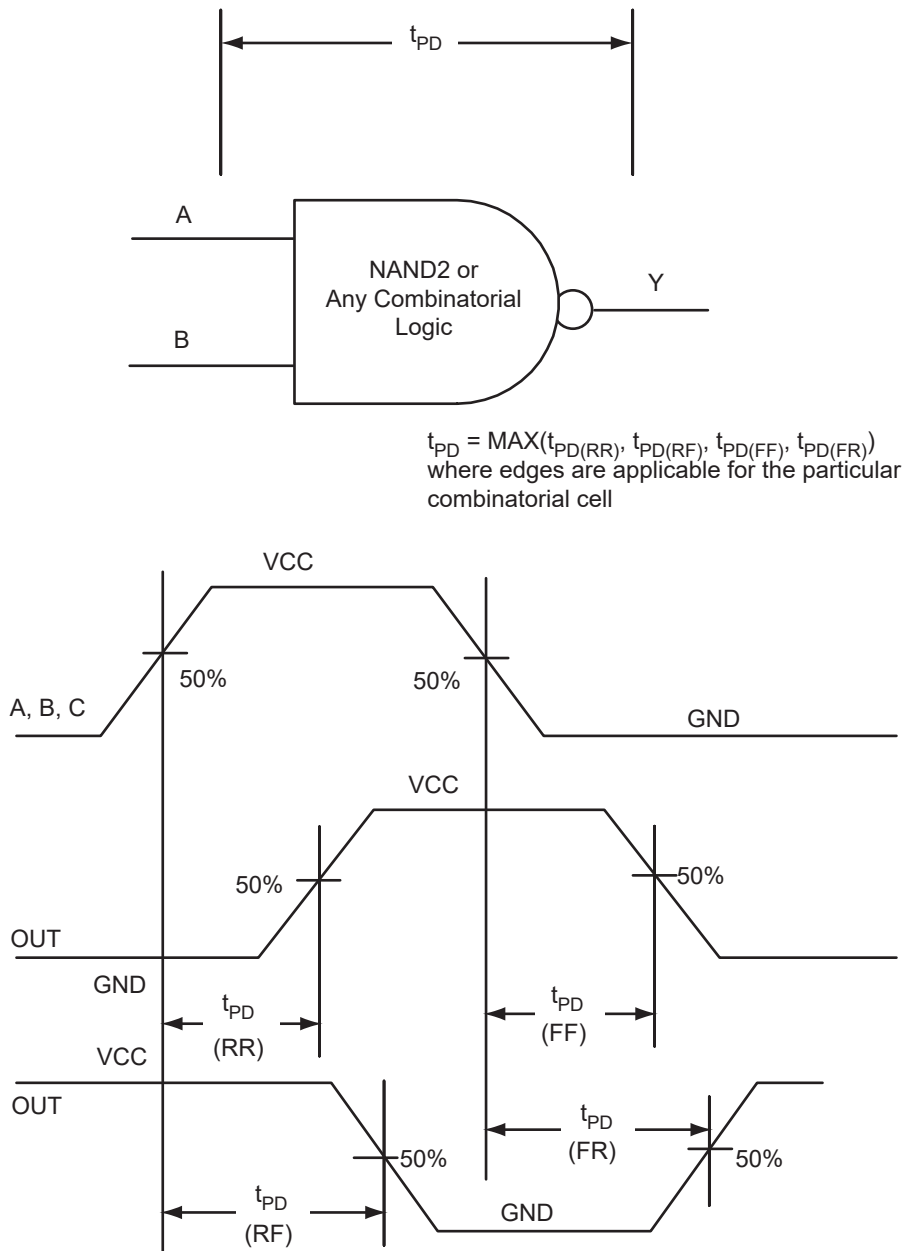 tPD
A
NAND2 or
Any Combinatorial
Logic
B
Y
tPD = MAX(tPD(RR), tPD(RF), tPD(FF), tPD(FR))
where edges are applicable for the particular
combinatorial cell
VCC
50%
50%
A, B, C
GND
VCC
50%
50%
OUT
GND
tPD
(RR)
tPD
(FF)
VCC
OUT
tPD
(FR)
50%
50%
tPD
(RF)
GND